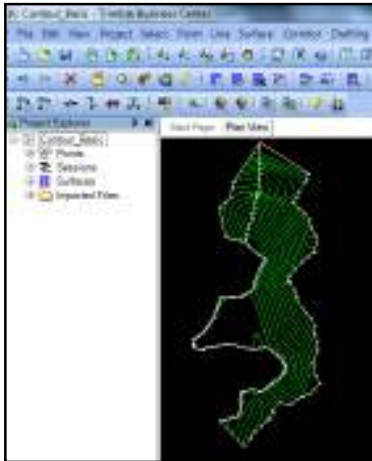 Contour_Basic - Trimble Business Center
File Edit View Project Select Point Line Surface Corridor Drafting
Project Explorer
Start Page Plan View
Contour_Basic
Points
Sessions
Surfaces
Imported Files